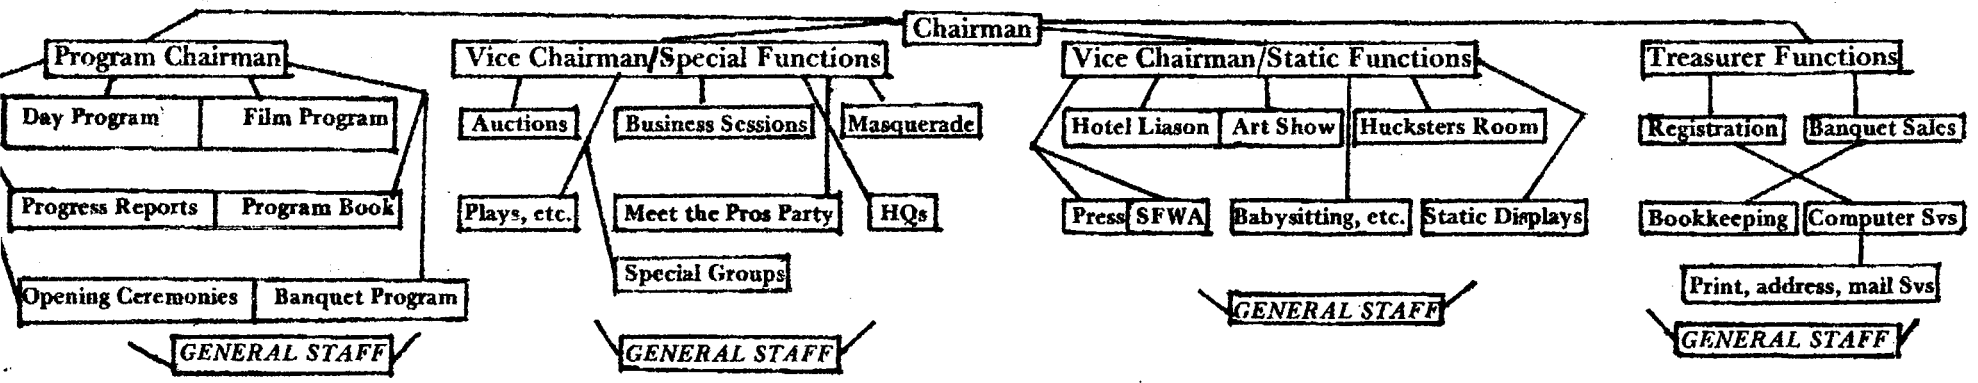 Chairman
Program Chairman
Vice Chairman/Special Functions
Vice Chairman/Static Functions
Treasurer Functions
Day Program
Film Program
Auctions
Business Sessions
Masquerade
Hotel Liason
Art Show
Hucksters Room
Registration
Banquet Sales
Progress Reports
Program Book
Plays, etc.
Meet the Pros Party
HQs
Press
SFWA
Babysitting, etc.
Static Displays
Bookkeeping
Computer Svs
Special Groups
Opening Ceremonies
Banquet Program
Print, address, mail Svs
GENERAL STAFF
GENERAL STAFF
GENERAL STAFF
GENERAL STAFF